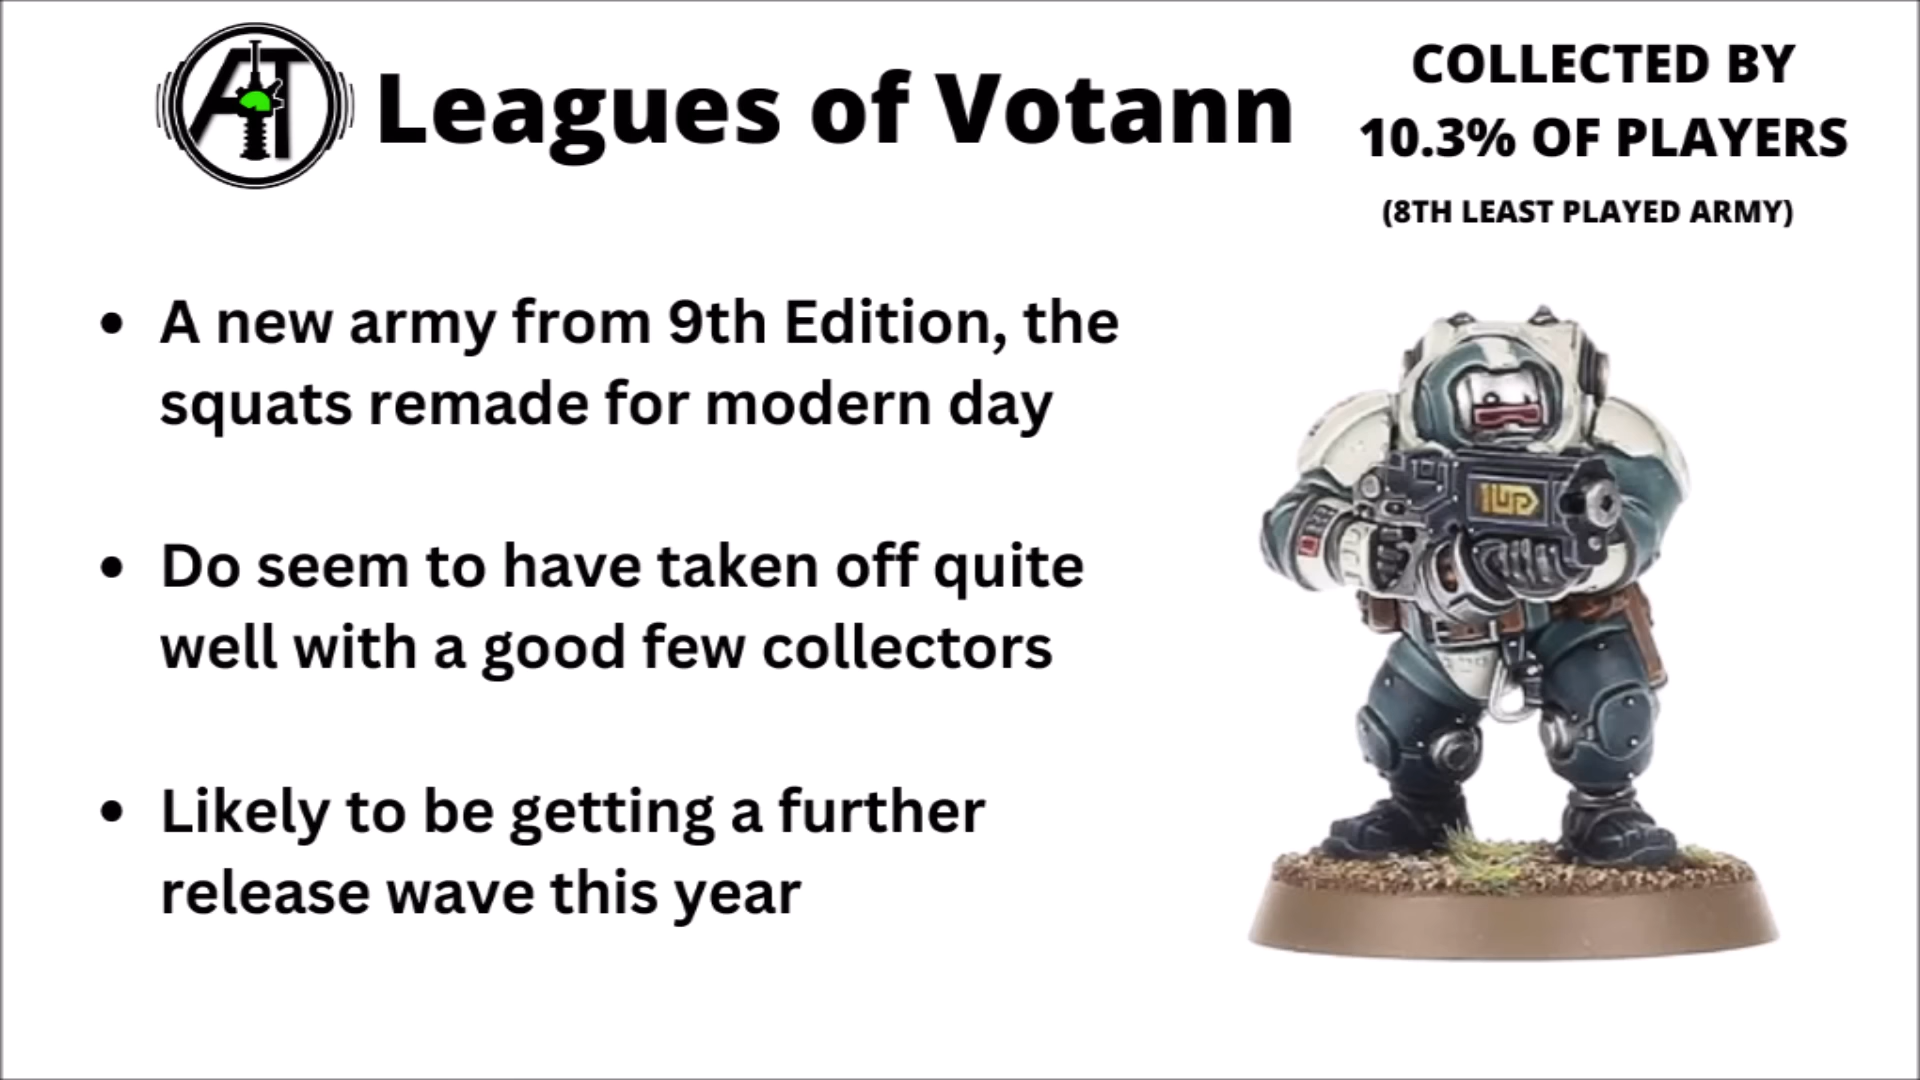 AT
Leagues of Votann
COLLECTED BY
10.3% OF PLAYERS
(8TH LEAST PLAYED ARMY)
• A new army from 9th Edition, the
squats remade for modern day
• Do seem to have taken off quite
well with a good few collectors
• Likely to be getting a further
release wave this year